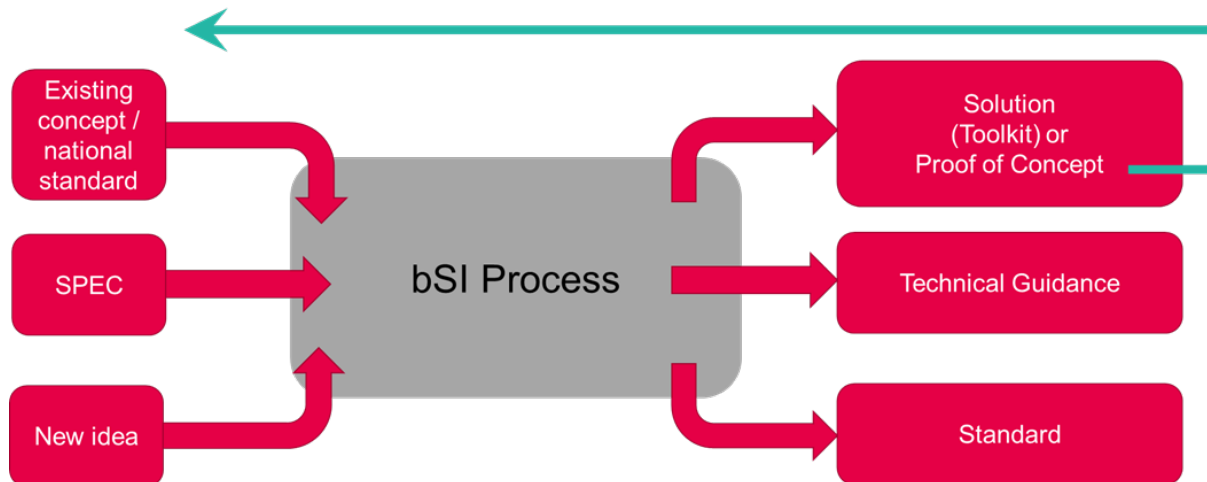 Existing
concept /
national
standard
SPEC
New idea
bSI Process
Solution
(Toolkit) or
Proof of Concept
Technical Guidance
Standard